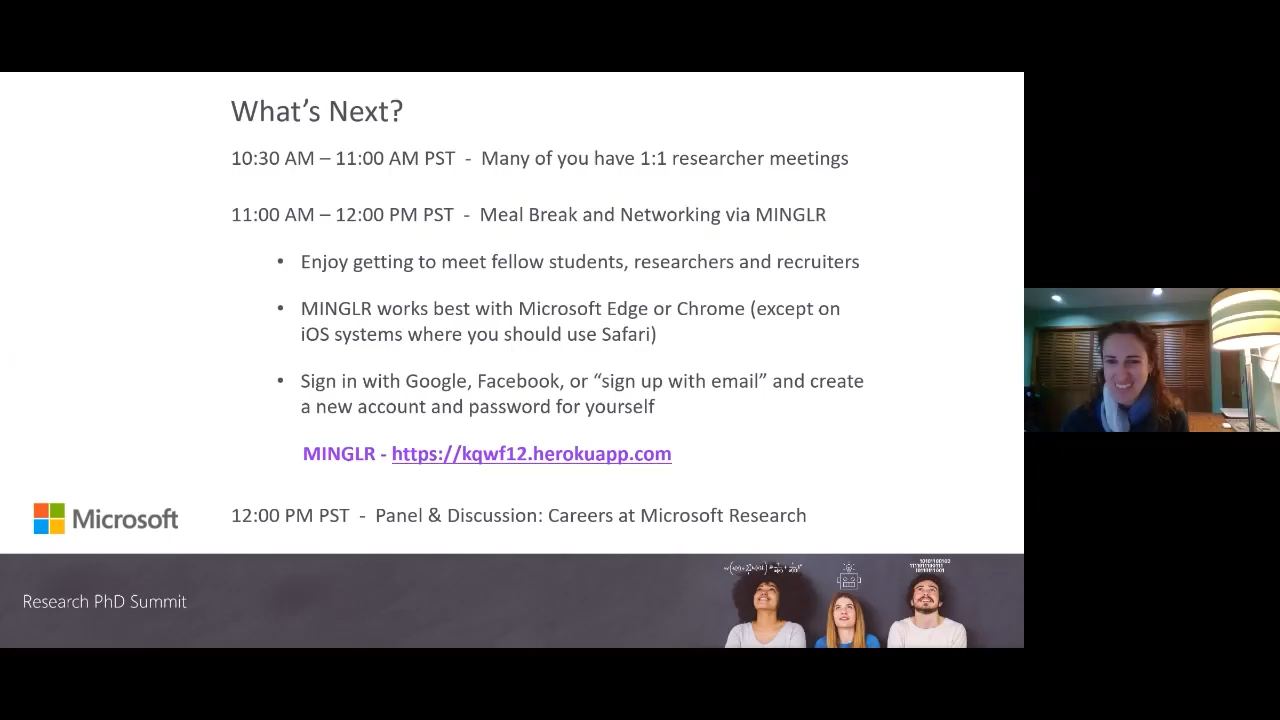 What's Next?
10:30 AM – 11:00 AM PST - Many of you have 1:1 researcher meetings
11:00 AM – 12:00 PM PST - Meal Break and Networking via MINGLR
• Enjoy getting to meet fellow students, researchers and recruiters
• MINGLR works best with Microsoft Edge or Chrome (except on
iOS systems where you should use Safari)
• Sign in with Google, Facebook, or “sign up with email” and create
a new account and password for yourself
MINGLR - https://kqwf12.herokuapp.com
Microsoft
12:00 PM PST - Panel & Discussion: Careers at Microsoft Research
Research PhD Summit